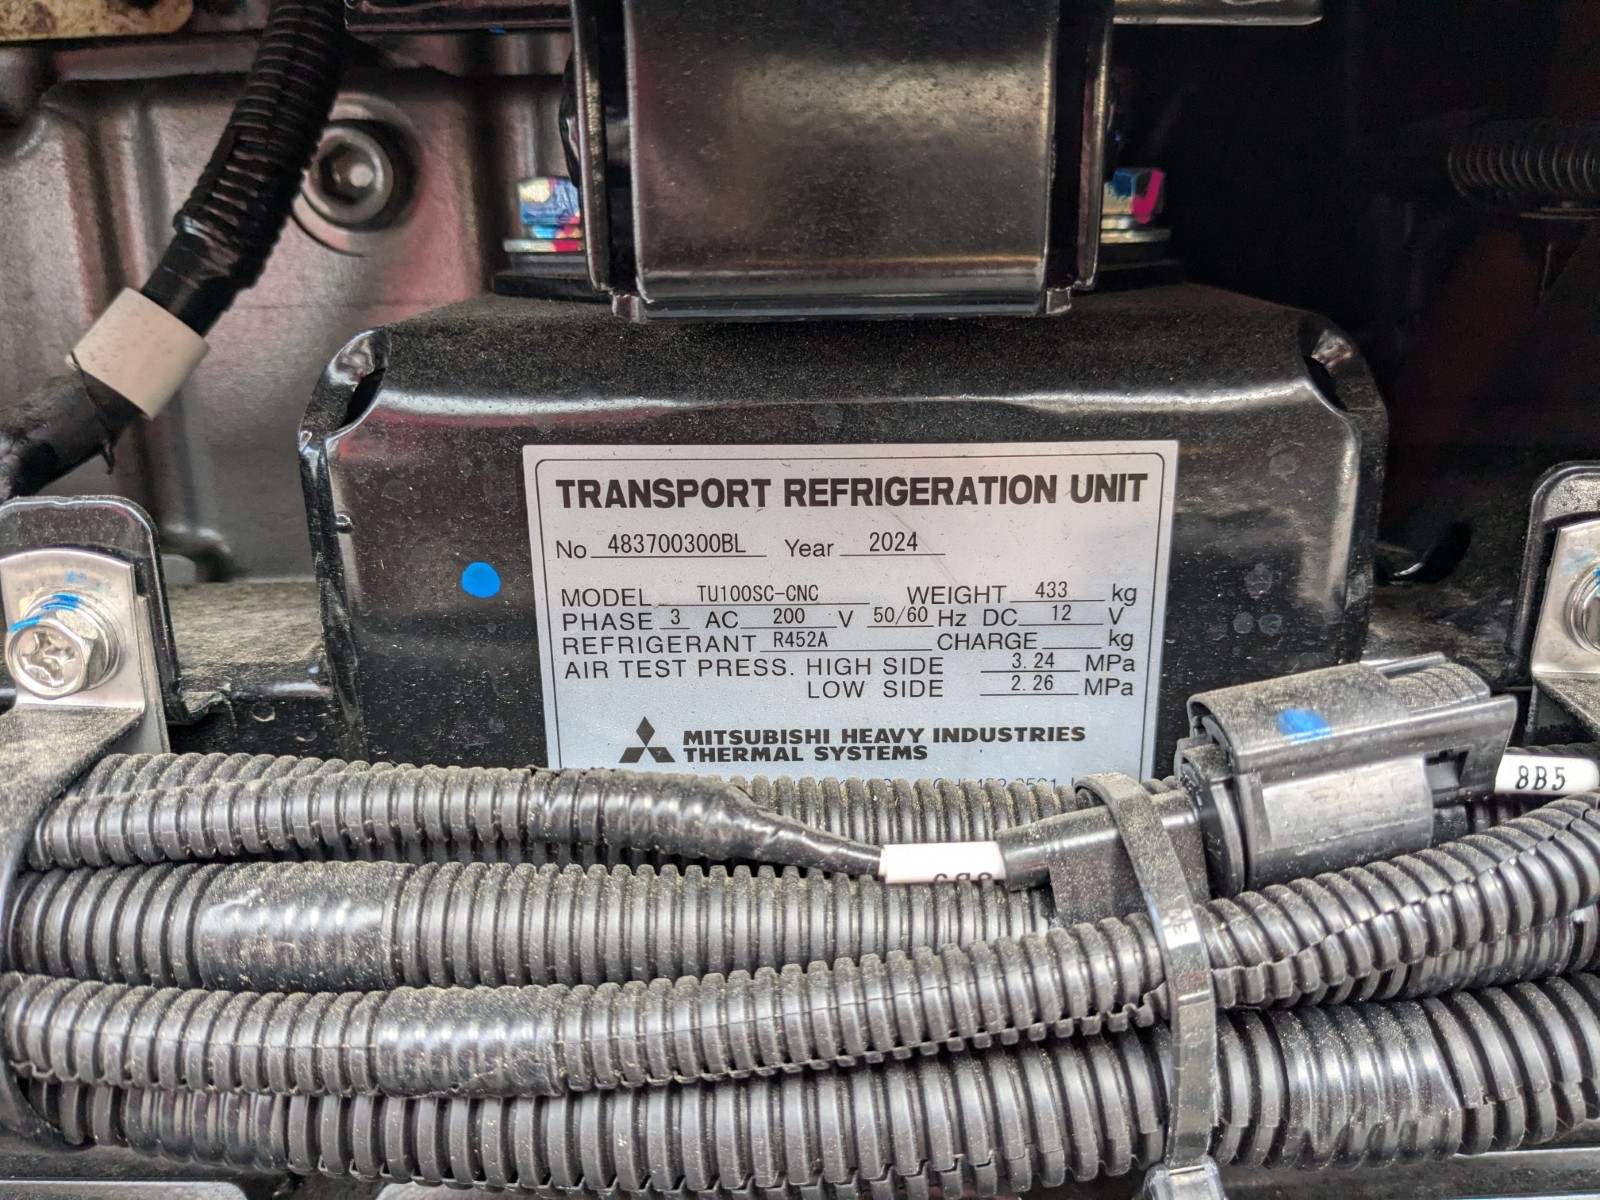 TRANSPORT REFRIGERATION UNIT
No 483700300BL Year 2024
MODEL TU100SC-CNC WEIGHT 433 kg
PHASE 3 AC 200 V 50/60 Hz DC 12 V
REFRIGERANT R452A CHARGE kg
AIR TEST PRESS. HIGH SIDE 3.24 MPa
LOW SIDE 2.26 MPa
MITSUBISHI HEAVY INDUSTRIES
THERMAL SYSTEMS
8B5